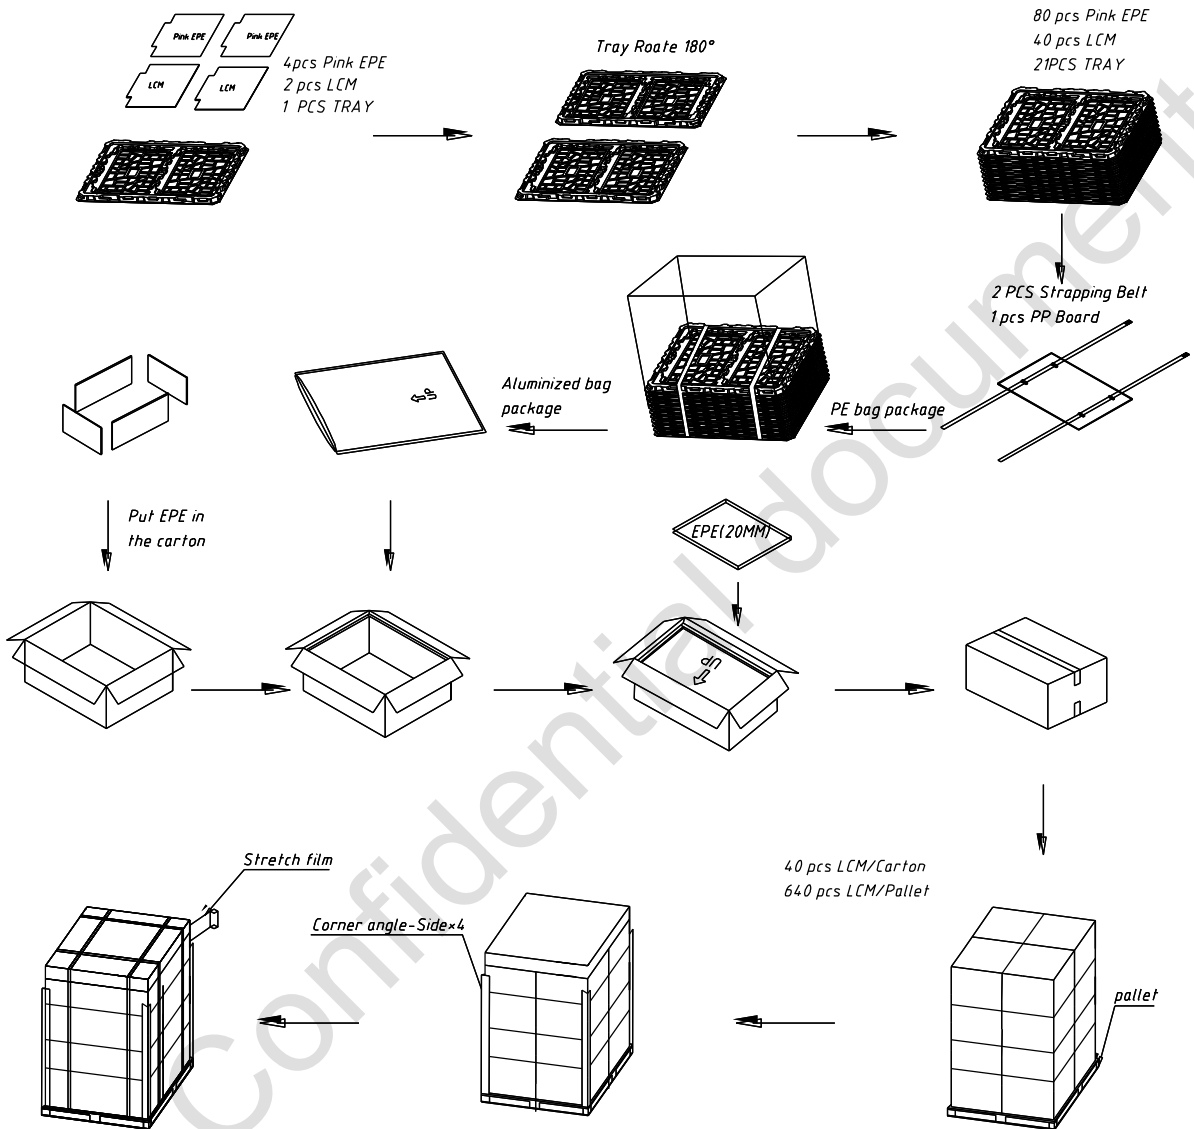 Pink EPE
Pink EPE
LCM
LCM
4pcs Pink EPE
2 pcs LCM
1 PCS TRAY
Tray Roate 180°
80 pcs Pink EPE
40 pcs LCM
21PCS TRAY
2 PCS Strapping Belt
1 pcs PP Board
PE bag package
Aluminized bag
package
UP
Put EPE in
the carton
EPE(20MM)
UP
40 pcs LCM/Carton
640 pcs LCM/Pallet
pallet
Corner angle-Side×4
Stretch film
Confidential document